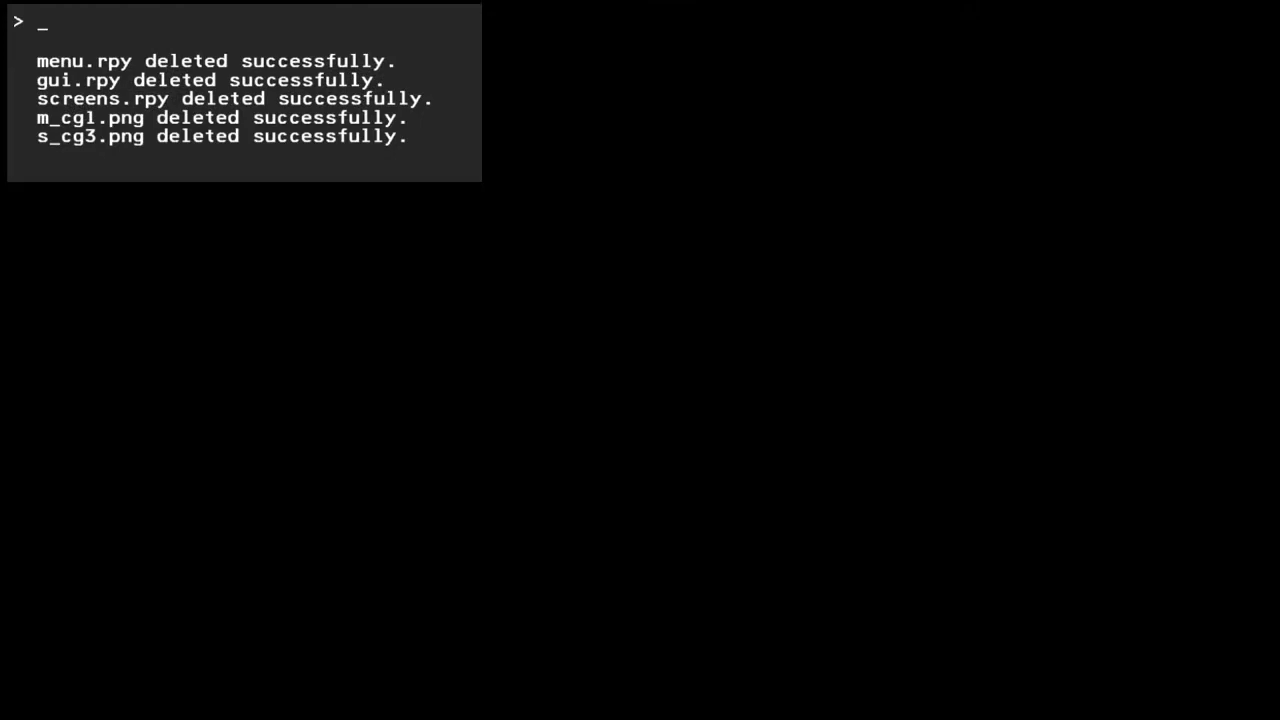 > _
menu.rpy deleted successfully.
gui.rpy deleted successfully.
screens.rpy deleted successfully.
m_cg1.png deleted successfully.
s_cg3.png deleted successfully.